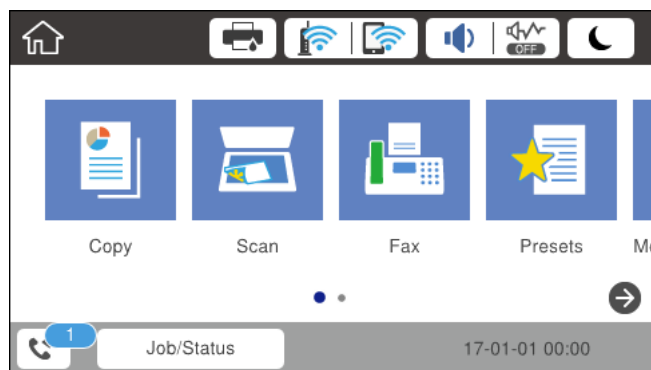 OFF
Copy
Scan
Fax
Presets
1
Job/Status
17-01-01 00:00